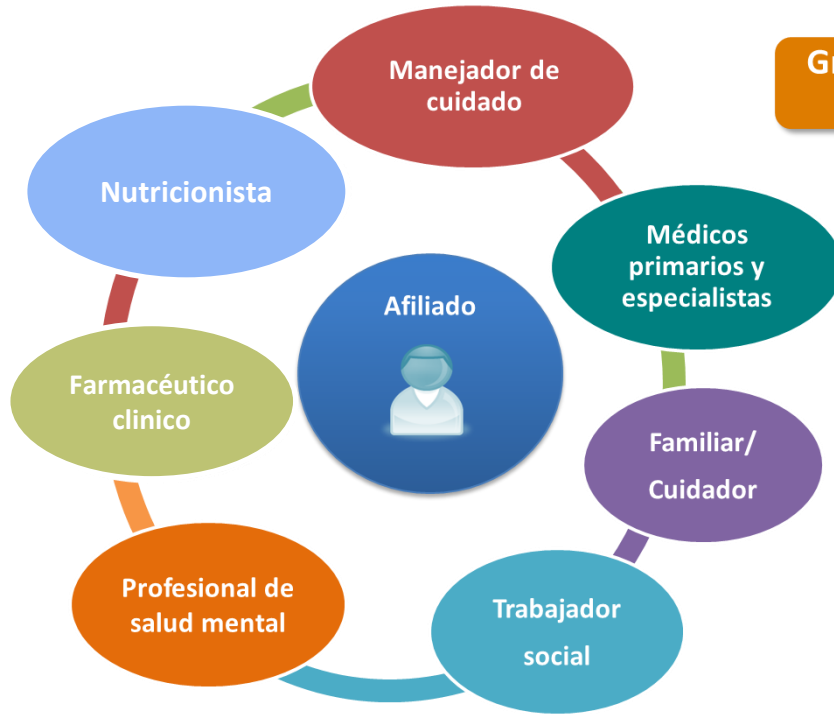 Manejador de
cuidado
Nutricionista
Médicos
primarios y
especialistas
Afiliado
Farmacéutico
clinico
Familiar/
Cuidador
Profesional de
salud mental
Trabajador
social